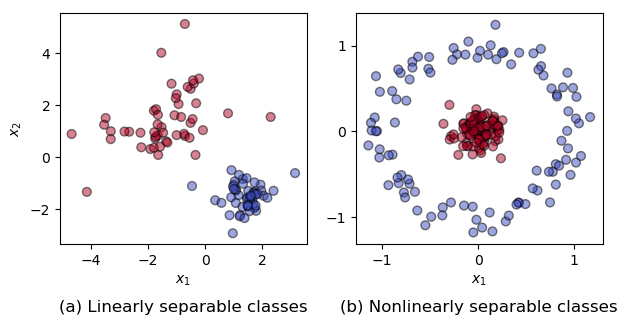 4
2
0
−2
−4
−2
0
2
x₂
x₁
1
0
−1
−1
0
1
x₁
(a) Linearly separable classes
(b) Nonlinearly separable classes